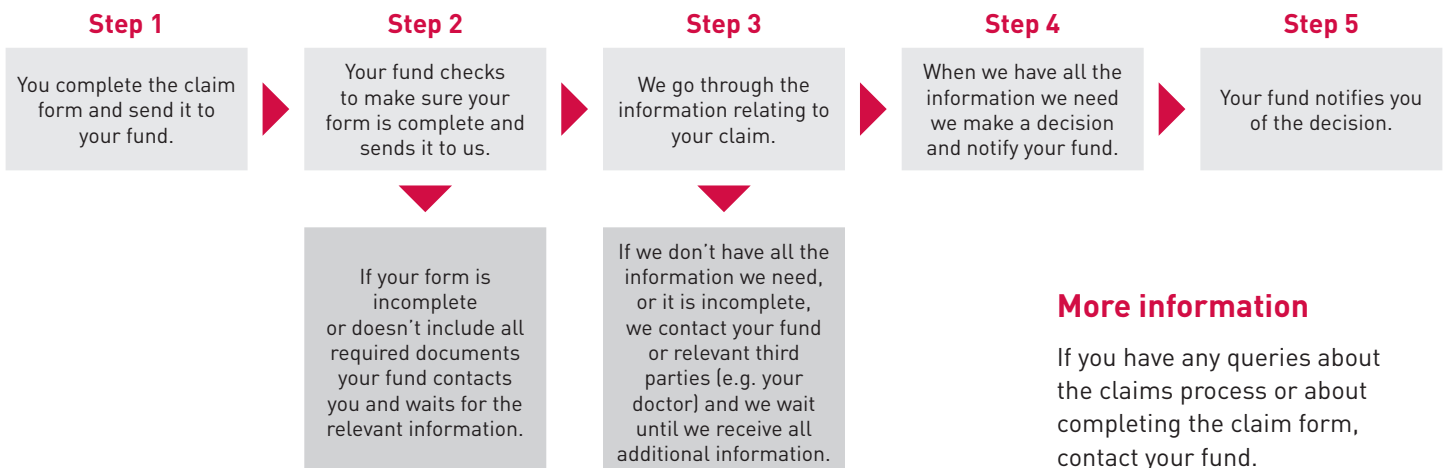 Step 1
You complete the claim
form and send it to
your fund.
Step 2
Your fund checks
to make sure your
form is complete and
sends it to us.
If your form is
incomplete
or doesn't include all
required documents
your fund contacts
you and waits for the
relevant information.
Step 3
We go through the
information relating to
your claim.
If we don't have all the
information we need,
or it is incomplete,
we contact your fund
or relevant third
parties (e.g. your
doctor) and we wait
until we receive all
additional information.
Step 4
When we have all the
information we need
we make a decision
and notify your fund.
Step 5
Your fund notifies you
of the decision.
More information
If you have any queries about
the claims process or about
completing the claim form,
contact your fund.